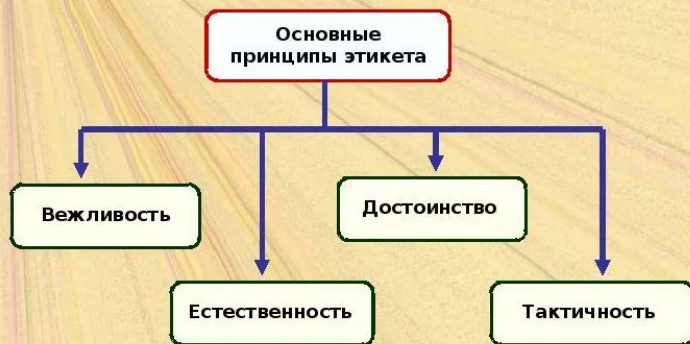 Основные
принципы этикета
Вежливость
Достоинство
Естественность
Тактичность